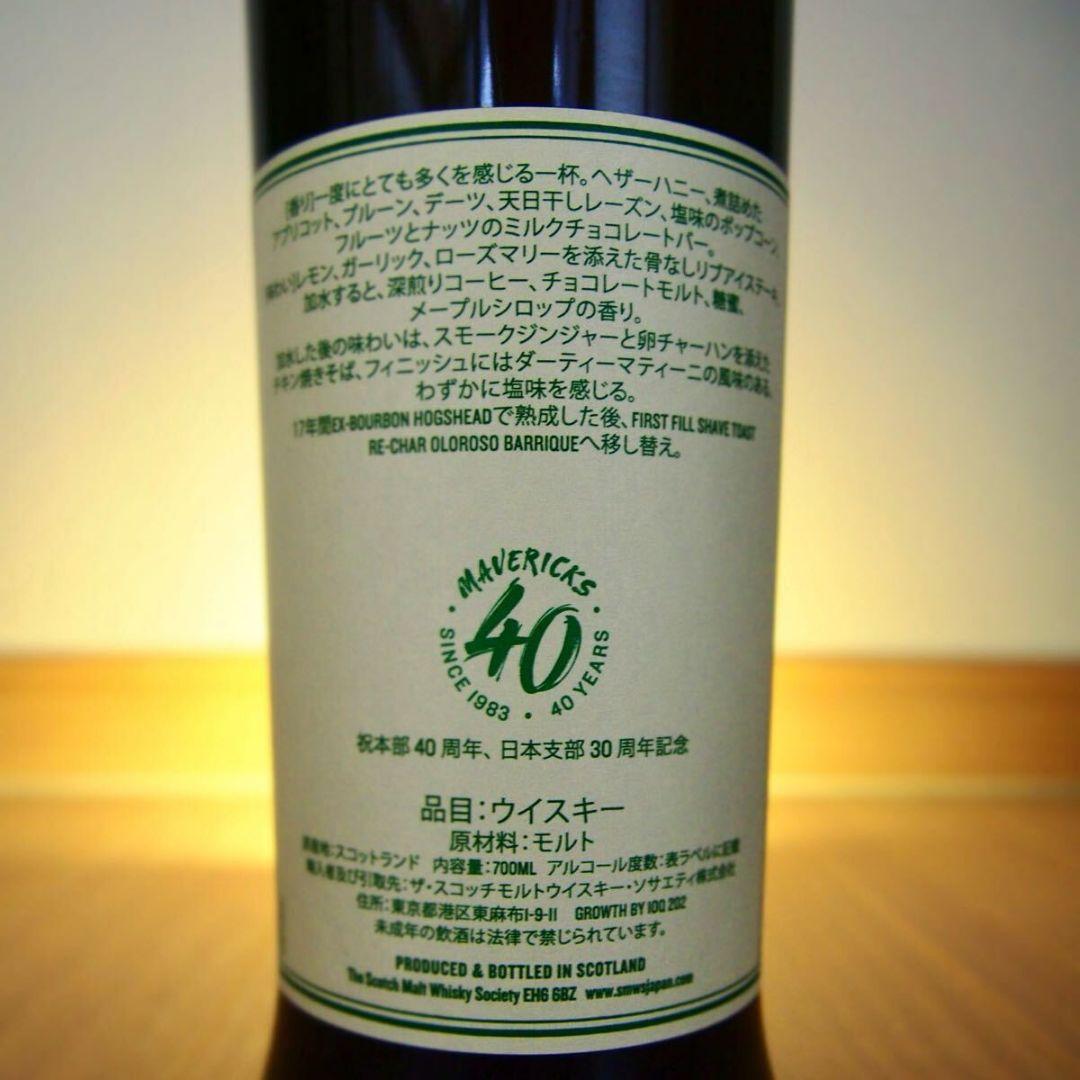 [香り]一度にとても多くを感じる一杯。ヘザーハニー、煮詰めた
アプリコット、プルーン、デーツ、天日干しレーズン、塩味のポップコーン、
フルーツとナッツのミルクチョコレートバー。
[味わい]レモン、ガーリック、ローズマリーを添えた骨なしリブアイステーキ。
加水すると、深煎りコーヒー、チョコレートモルト、糖蜜、
メープルシロップの香り。
加水した後の味わいは、スモークジンジャーと卵チャーハンを添えた
チキン焼きそば、フィニッシュにはダーティーマティーニの風味のある、
わずかに塩味を感じる。
17年間EX-BOURBON HOGSHEADで熟成した後、FIRST FILL SHAVE TOAST
RE-CHAR OLOROSO BARRIQUEへ移し替え。
MAVERICKS
40
SINCE 1983 • 40 YEARS
祝本部 40 周年、日本支部 30 周年記念
品目：ウイスキー
原材料：モルト
原産地：スコットランド 内容量：700ML アルコール度数：表ラベルに記載
輸入者及び引取先：ザ・スコッチモルトウイスキー・ソサエティ株式会社
住所：東京都港区東麻布1-9-11 GROWTH BY IOQ 202
未成年の飲酒は法律で禁じられています。
PRODUCED & BOTTLED IN SCOTLAND
The Scotch Malt Whisky Society EH6 6BZ www.smwsjapan.com